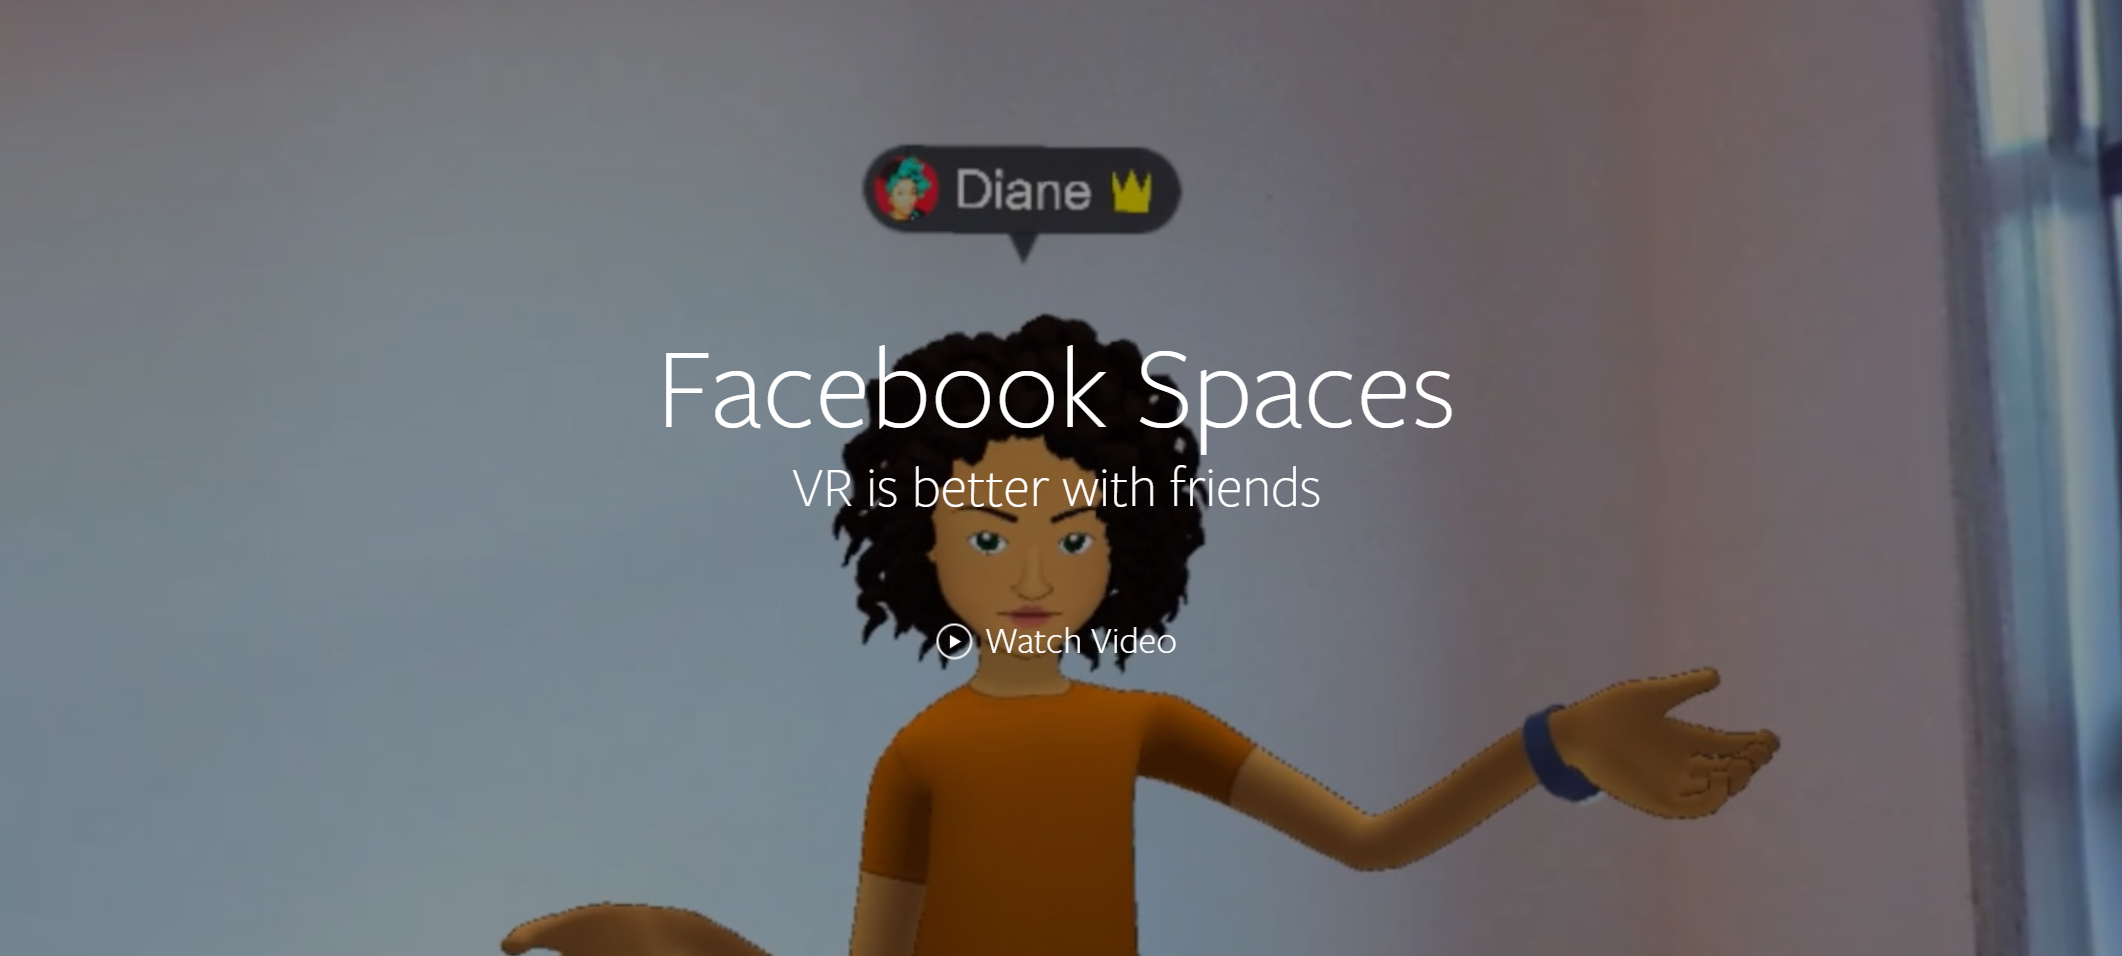 Diane
Facebook Spaces
VR is better with friends
Watch Video